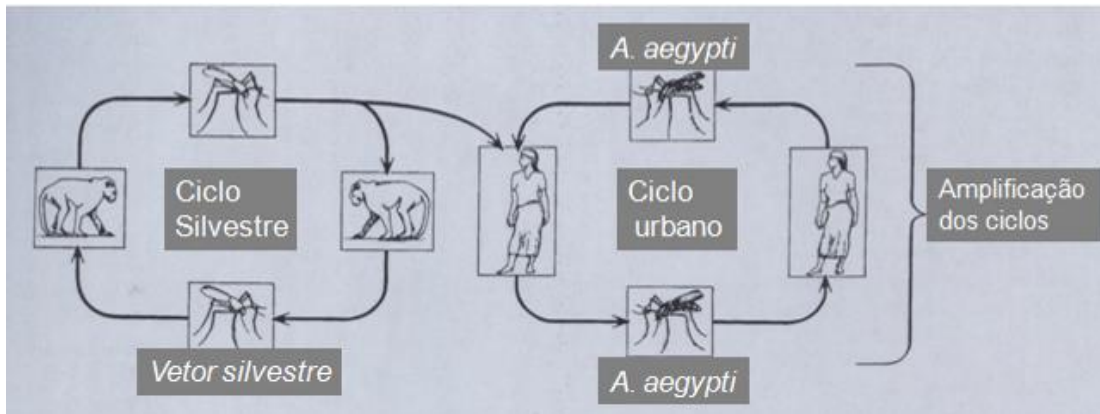 A. aegypti
Ciclo
Silvestre
Ciclo
urbano
Amplificação
dos ciclos
Vetor silvestre
A. aegypti